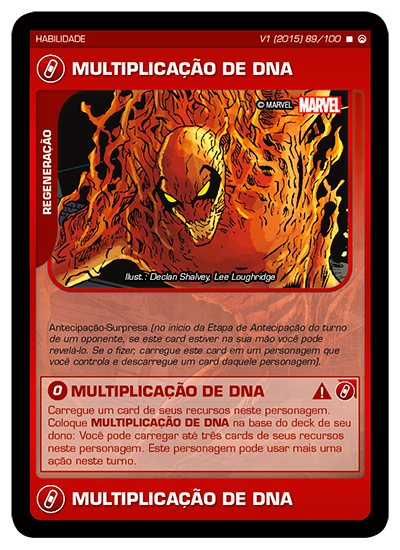 HABILIDADE V1 (2015) 89/100
MULTIPLICAÇÃO DE DNA
© MARVEL MARVEL
REGENERAÇÃO
Illust.: Declan Shalvey, Lee Loughridge
Antecipação-Surpresa (no início da Etapa de Antecipação do turno
de um oponente, se este card estiver na sua mão você pode
revelá-lo. Se o fizer, carregue este card em um personagem que
você controla e descarregue um card daquele personagem).
0 MULTIPLICAÇÃO DE DNA
Carregue um card de seus recursos neste personagem.
Coloque MULTIPLICAÇÃO DE DNA na base do deck de seu
dono: Você pode carregar até três cards de seus recursos
neste personagem. Este personagem pode usar mais uma
ação neste turno.
MULTIPLICAÇÃO DE DNA